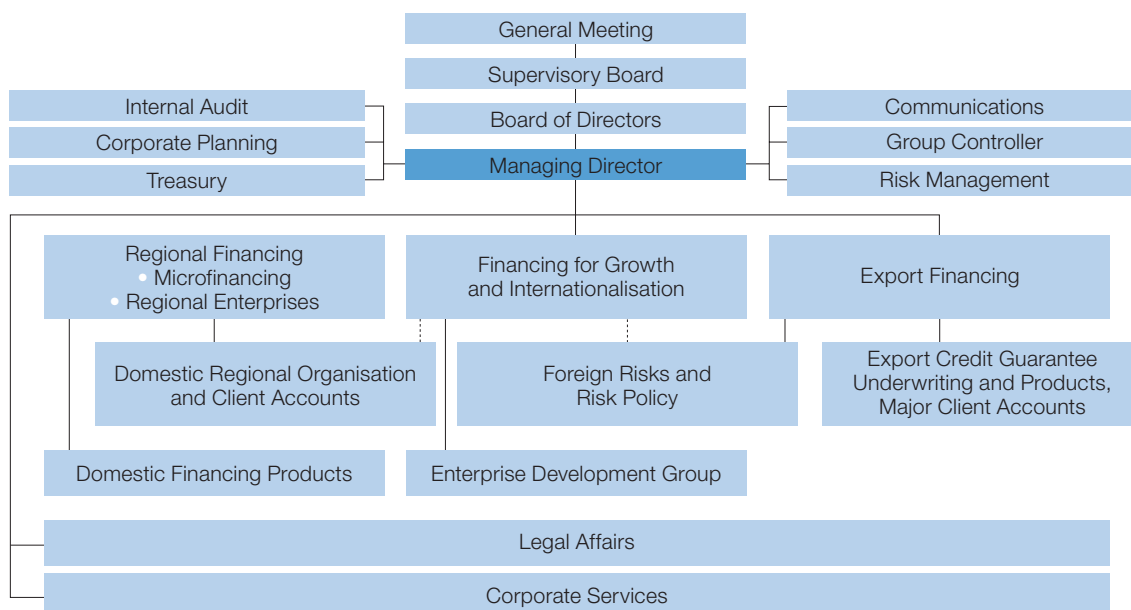 General Meeting
Supervisory Board
Board of Directors
Managing Director
Internal Audit
Corporate Planning
Treasury
Communications
Group Controller
Risk Management
Regional Financing
• Microfinancing
• Regional Enterprises
Financing for Growth
and Internationalisation
Export Financing
Domestic Regional Organisation
and Client Accounts
Foreign Risks and
Risk Policy
Export Credit Guarantee
Underwriting and Products,
Major Client Accounts
Domestic Financing Products
Enterprise Development Group
Legal Affairs
Corporate Services